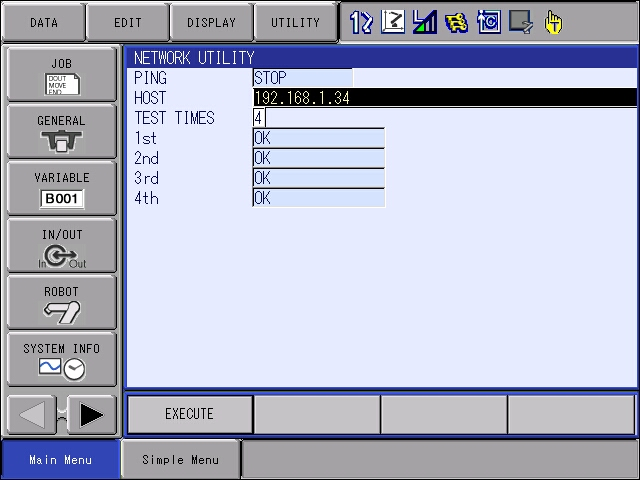 DATA EDIT DISPLAY UTILITY
JOB
DOUT
MOVE
END
GENERAL
VARIABLE
B001
IN/OUT
In Out
ROBOT
SYSTEM INFO
NETWORK UTILITY
PING STOP
HOST 192.168.1.34
TEST TIMES 4
1st OK
2nd OK
3rd OK
4th OK
EXECUTE
Main Menu Simple Menu